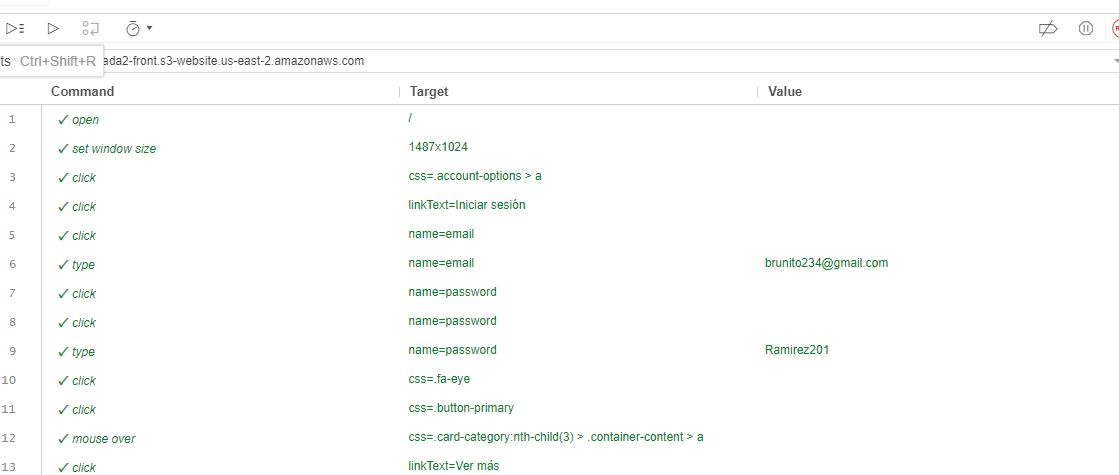 ts Ctrl+Shift+R
ada2-front.s3-website.us-east-2.amazonaws.com
Command Target Value
1 ✓ open /
2 ✓ set window size 1487x1024
3 ✓ click css=.account-options > a
4 ✓ click linkText=Iniciar sesión
5 ✓ click name=email
6 ✓ type name=email brunito234@gmail.com
7 ✓ click name=password
8 ✓ click name=password
9 ✓ type name=password Ramirez201
10 ✓ click css=.fa-eye
11 ✓ click css=.button-primary
12 ✓ mouse over css=.card-category:nth-child(3) > .container-content > a
13 ✓ click linkText=Ver más